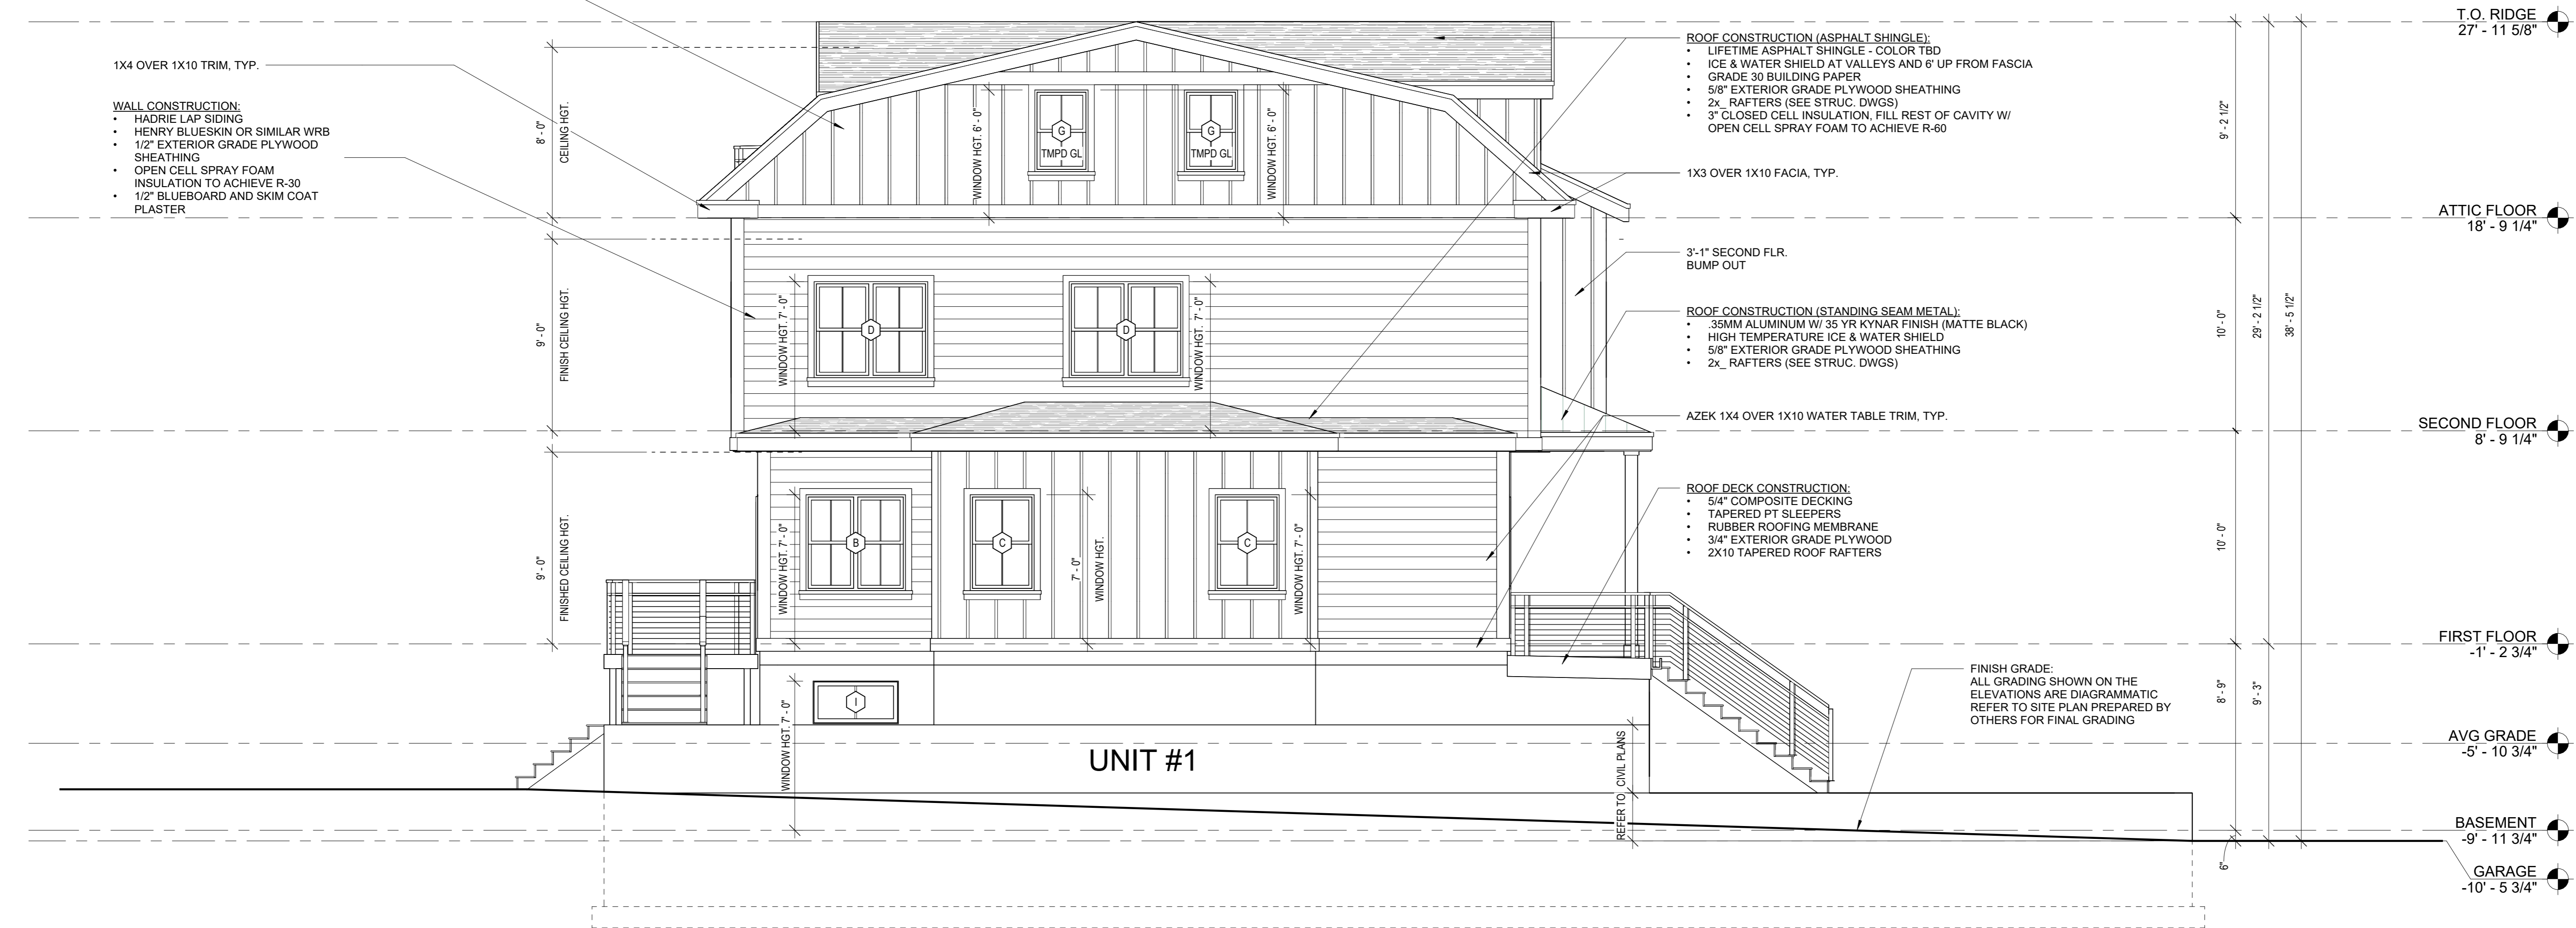 1X4 OVER 1X10 TRIM, TYP.
WALL CONSTRUCTION:
• HADRIE LAP SIDING
• HENRY BLUESKIN OR SIMILAR WRB
• 1/2" EXTERIOR GRADE PLYWOOD
SHEATHING
• OPEN CELL SPRAY FOAM
INSULATION TO ACHIEVE R-30
• 1/2" BLUEBOARD AND SKIM COAT
PLASTER
8' - 0"
CEILING HGT.
9' - 0"
FINISH CEILING HGT.
9' - 0"
FINISHED CEILING HGT.
WINDOW HGT. 6' - 0"
G
TMPD GL
G
TMPD GL
WINDOW HGT. 6' - 0"
WINDOW HGT. 7' - 0"
D
D
WINDOW HGT. 7' - 0"
WINDOW HGT. 7' - 0"
B
C
7' - 0"
WINDOW HGT.
C
WINDOW HGT. 7' - 0"
WINDOW HGT. 7' - 0"
I
UNIT #1
REFER TO CIVIL PLANS
ROOF CONSTRUCTION (ASPHALT SHINGLE):
• LIFETIME ASPHALT SHINGLE - COLOR TBD
• ICE & WATER SHIELD AT VALLEYS AND 6' UP FROM FASCIA
• GRADE 30 BUILDING PAPER
• 5/8" EXTERIOR GRADE PLYWOOD SHEATHING
• 2x_ RAFTERS (SEE STRUC. DWGS)
• 3" CLOSED CELL INSULATION, FILL REST OF CAVITY W/
OPEN CELL SPRAY FOAM TO ACHIEVE R-60
1X3 OVER 1X10 FACIA, TYP.
3'-1" SECOND FLR.
BUMP OUT
ROOF CONSTRUCTION (STANDING SEAM METAL):
• .35MM ALUMINUM W/ 35 YR KYNAR FINISH (MATTE BLACK)
• HIGH TEMPERATURE ICE & WATER SHIELD
• 5/8" EXTERIOR GRADE PLYWOOD SHEATHING
• 2x_ RAFTERS (SEE STRUC. DWGS)
AZEK 1X4 OVER 1X10 WATER TABLE TRIM, TYP.
ROOF DECK CONSTRUCTION:
• 5/4" COMPOSITE DECKING
• TAPERED PT SLEEPERS
• RUBBER ROOFING MEMBRANE
• 3/4" EXTERIOR GRADE PLYWOOD
• 2X10 TAPERED ROOF RAFTERS
FINISH GRADE:
ALL GRADING SHOWN ON THE
ELEVATIONS ARE DIAGRAMMATIC
REFER TO SITE PLAN PREPARED BY
OTHERS FOR FINAL GRADING
9' - 2 1/2"
10' - 0"
29' - 2 1/2"
38' - 5 1/2"
10' - 0"
8' - 9"
9' - 3"
6"
T.O. RIDGE
27' - 11 5/8"
ATTIC FLOOR
18' - 9 1/4"
SECOND FLOOR
8' - 9 1/4"
FIRST FLOOR
-1' - 2 3/4"
AVG GRADE
-5' - 10 3/4"
BASEMENT
-9' - 11 3/4"
GARAGE
-10' - 5 3/4"